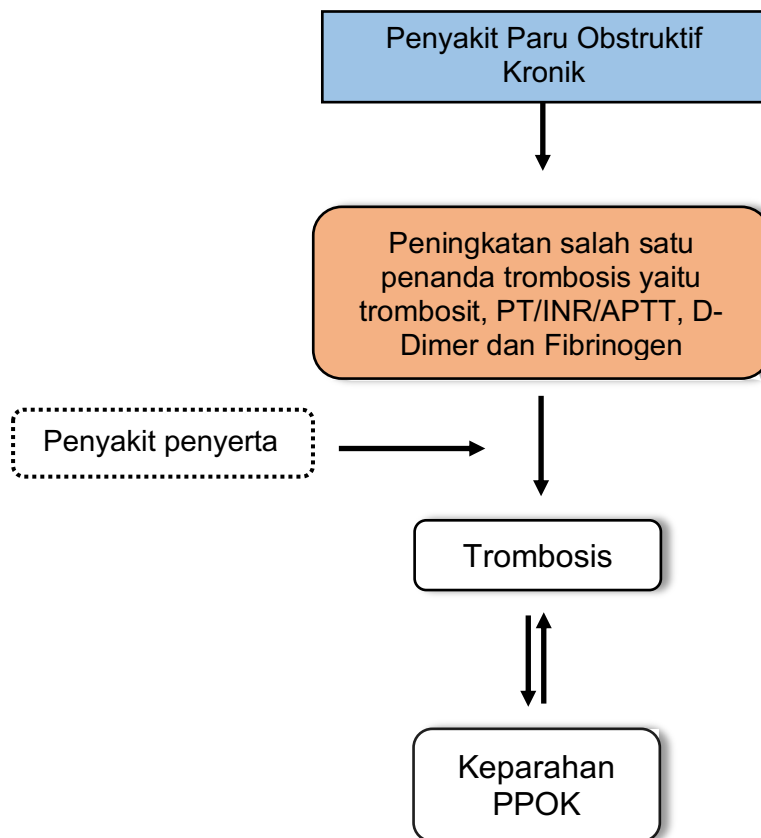 Penyakit Paru Obstruktif
Kronik
Peningkatan salah satu
penanda trombosis yaitu
trombosit, PT/INR/APTT, D-
Dimer dan Fibrinogen
Penyakit penyerta
Trombosis
Keparahan
PPOK